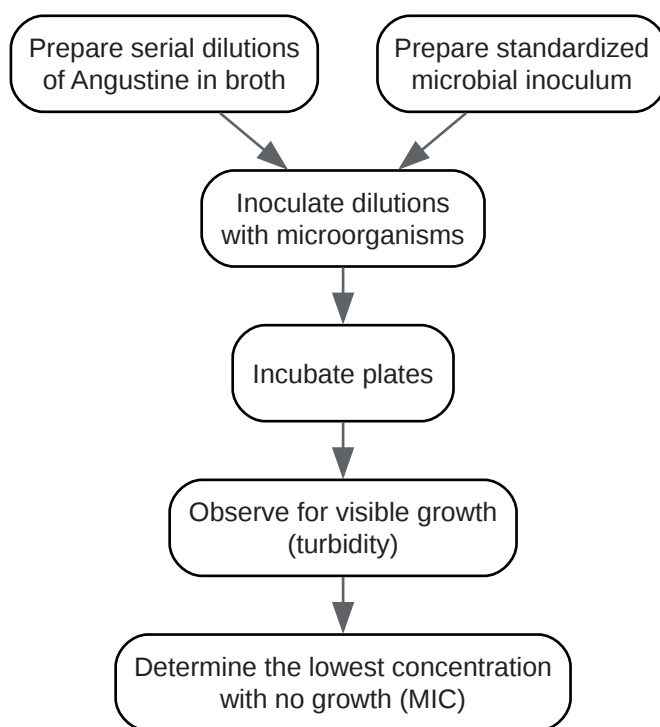 Prepare serial dilutions
of Angustine in broth
Prepare standardized
microbial inoculum
Inoculate dilutions
with microorganisms
Incubate plates
Observe for visible growth
(turbidity)
Determine the lowest concentration
with no growth (MIC)